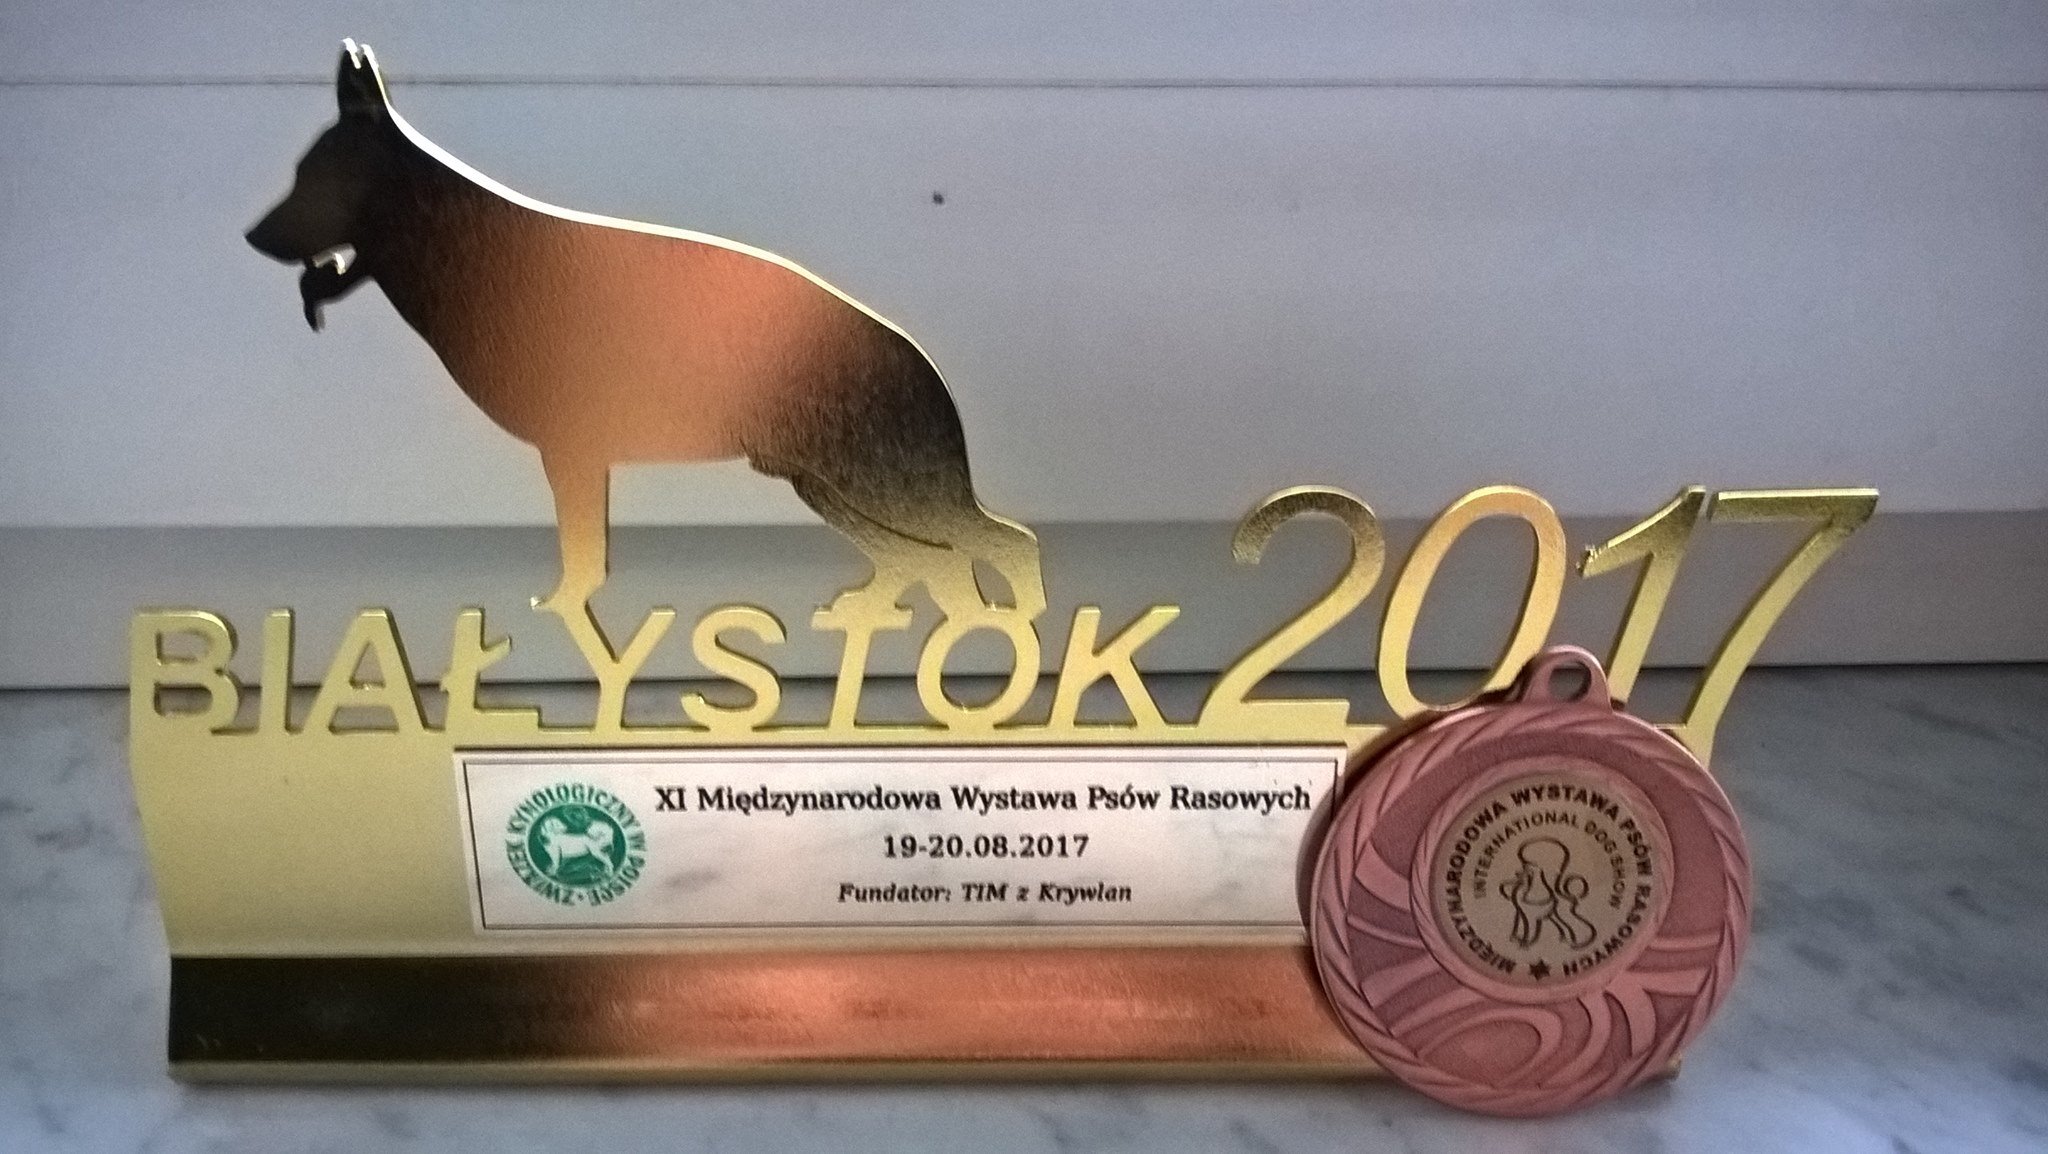 BIAŁYSTOK 2017
XI Międzynarodowa Wystawa Psów Rasowych
19-20.08.2017
Fundator: TIM z Krywlan
ZWIĄZEK KYNOLOGICZNY W POLSCE
MIĘDZYNARODOWA WYSTAWA PSÓW RASOWYCH
INTERNATIONAL DOG SHOW